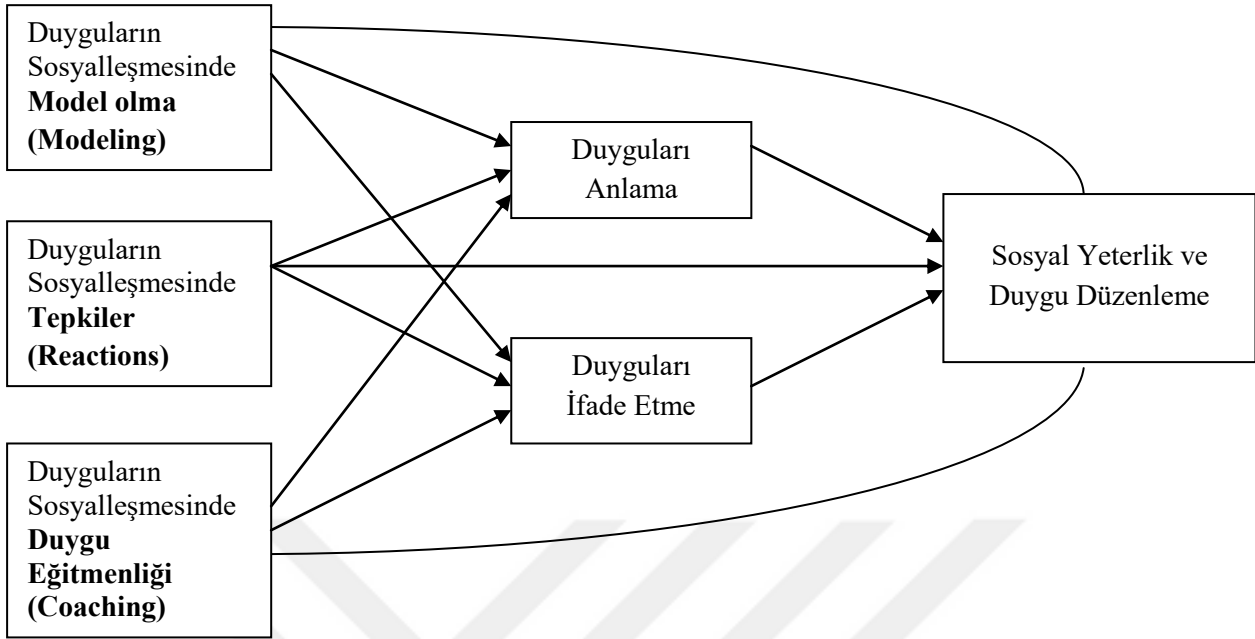 Duyguların
Sosyalleşmesinde
Model olma
(Modeling)
Duyguların
Sosyalleşmesinde
Tepkiler
(Reactions)
Duyguların
Sosyalleşmesinde
Duygu
Eğitmenliği
(Coaching)
Duyguları
Anlama
Duyguları
İfade Etme
Sosyal Yeterlik ve
Duygu Düzenleme